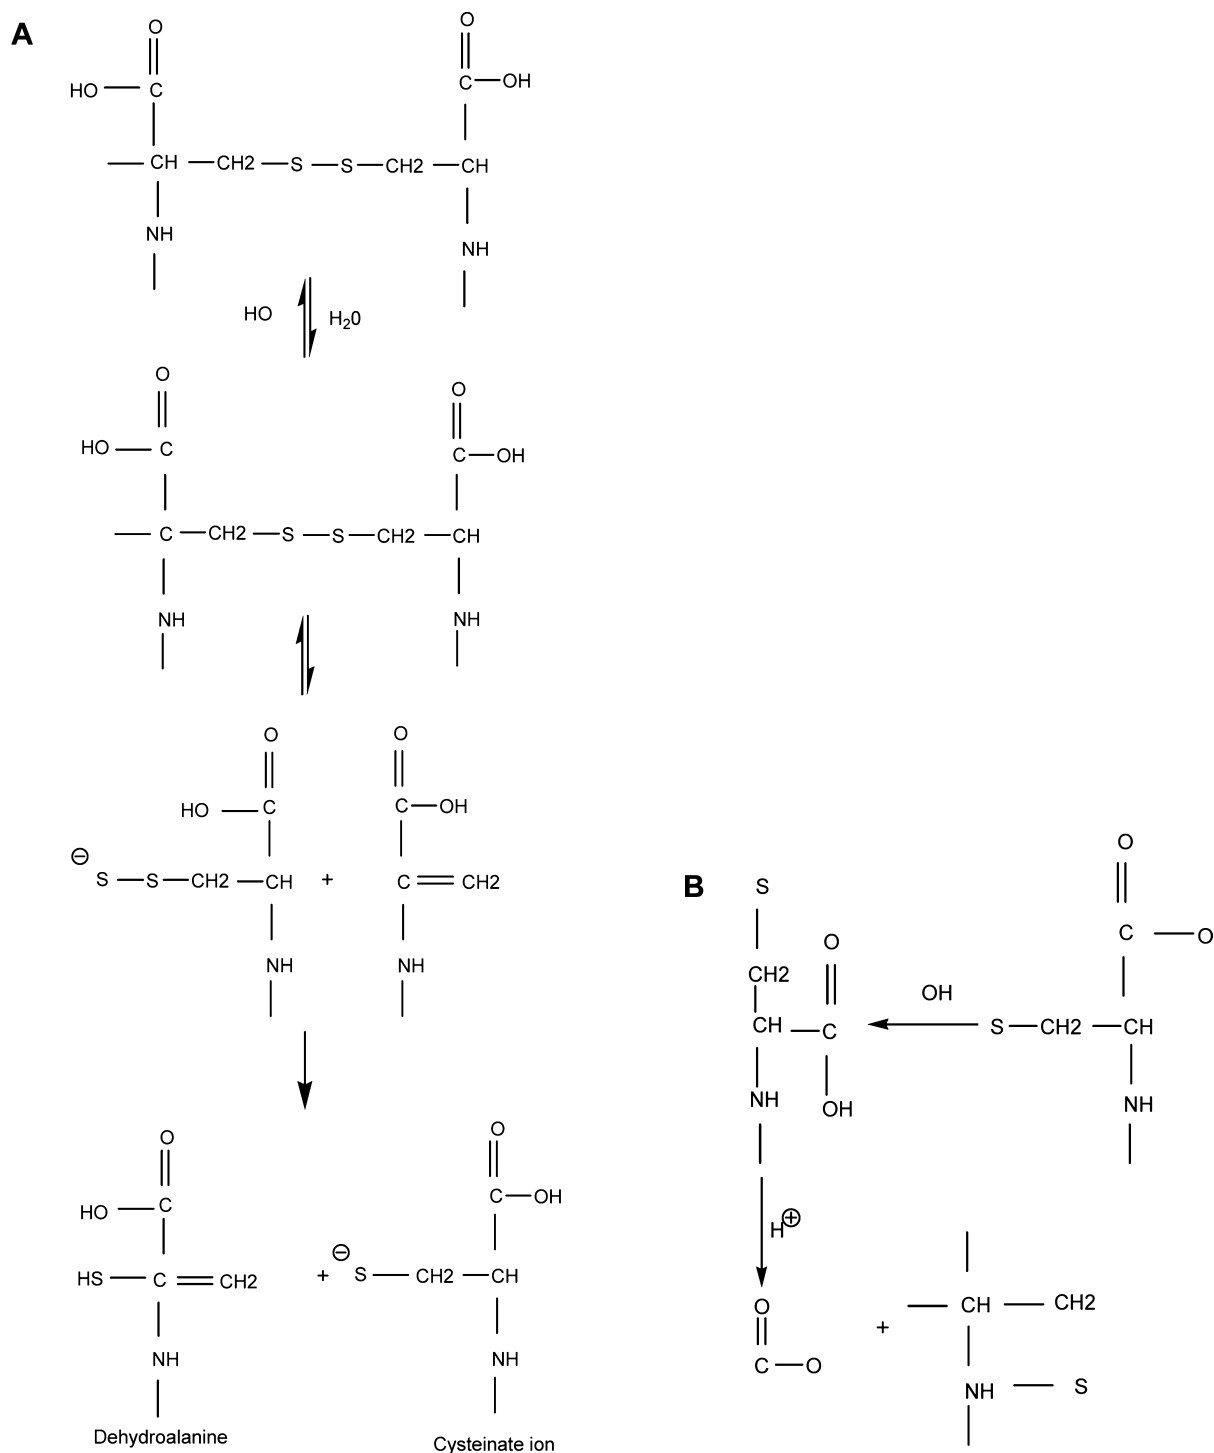 A
O
O
HO C
C OH
CH CH2 S S CH2 CH
NH
NH
HO H₂0
O
O
HO C
C OH
C CH2 S S CH2 CH
NH NH
O O
HO C
C OH
⊖
S S CH2 CH + C CH2
NH NH
O O
HO C
C OH
⊖
HS C CH2 + S CH2 CH
NH NH
Dehydroalanine
Cysteinate ion
B
S
O
C O
CH2
O
OH
CH C
S CH2 CH
NH
OH
NH
H⊕
O
C O
+
CH CH2
NH S